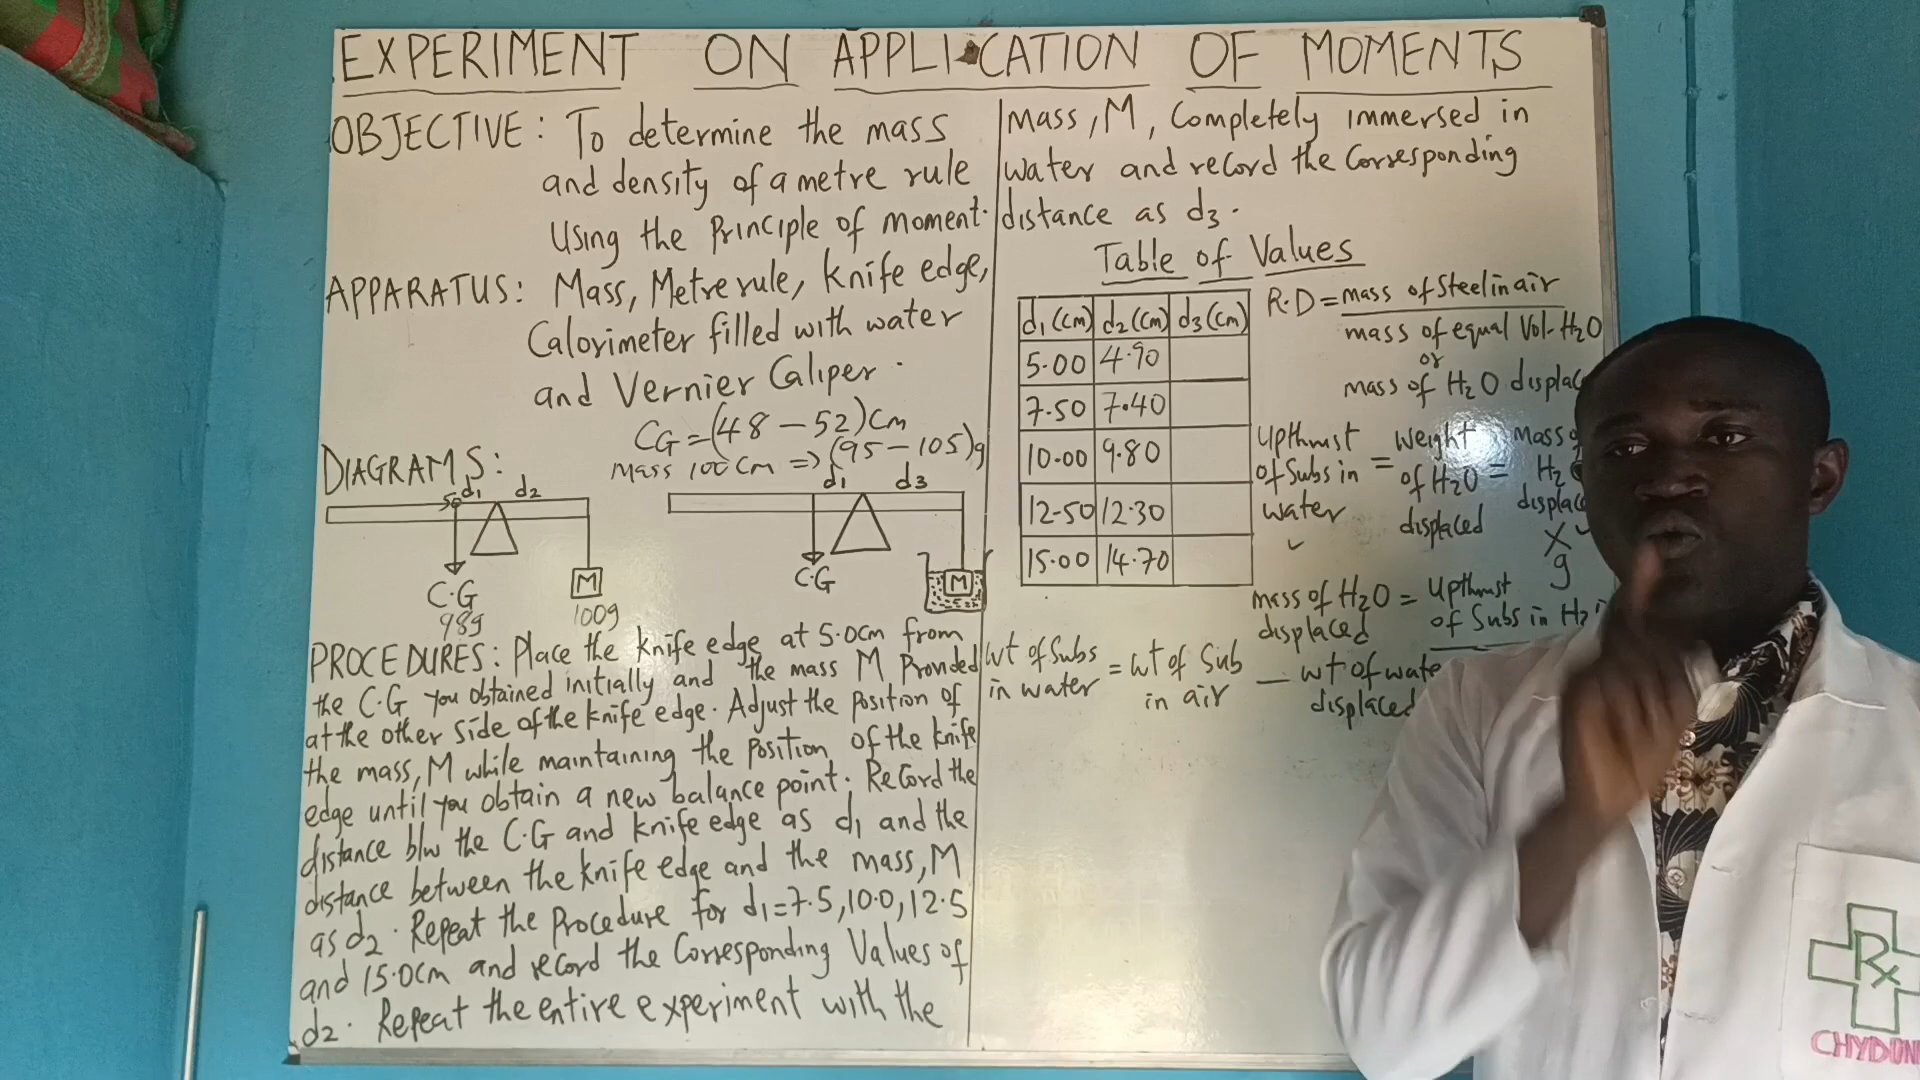 EXPERIMENT ON APPLICATION OF MOMENTS
OBJECTIVE: To determine the mass
and density of a metre rule
Using the Principle of moment.
APPARATUS: Mass, Metre rule, Knife edge,
Calorimeter filled with water
and Vernier Caliper.
CG = (48 – 52)cm
Mass 100cm => (95 – 105)g
DIAGRAMS:
50 d1 d2
C.G
98g
M
100g
d1 d3
C.G
M
PROCEDURES: Place the knife edge at 5.0cm from
the C.G you obtained initially and the mass M Provided
at the other side of the knife edge. Adjust the position of
the mass, M while maintaining the position of the knife
edge until you obtain a new balance point. Record the
distance b/w the C.G and knife edge as d1 and the
distance between the knife edge and the mass, M
as d2. Repeat the Procedure for d1=7.5, 10.0, 12.5
and 15.0cm and record the Corresponding Values of
d2. Repeat the entire experiment with the
mass, M, Completely immersed in
water and record the Corresponding
distance as d3.
Table of Values
d1(cm) d2(cm) d3(cm)
5.00 4.90
7.50 7.40
10.00 9.80
12.50 12.30
15.00 14.70
R.D = mass of Steel in air
mass of equal Vol. H2O
or
mass of H2O
Upthrust of Subs in water = Weight of H2O displaced = Mass
H2
X
g
mass of H2O displaced = Upthrust of Subs in
Wt of Subs in water = wt of Sub in air — wt of displaced
Rx